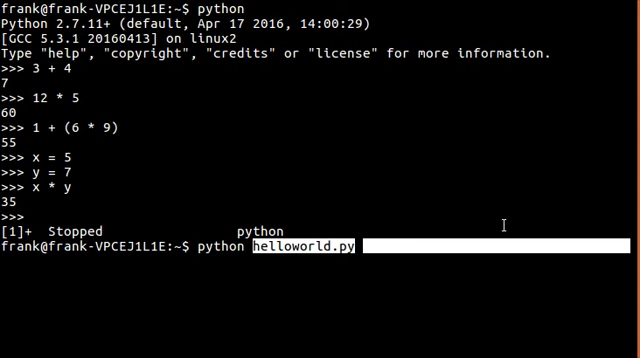 frank@frank-VPCEJ1L1E:~$ python
Python 2.7.11+ (default, Apr 17 2016, 14:00:29)
[GCC 5.3.1 20160413] on linux2
Type "help", "copyright", "credits" or "license" for more information.
>>> 3 + 4
7
>>> 12 * 5
60
>>> 1 + (6 * 9)
55
>>> x = 5
>>> y = 7
>>> x * y
35
>>>
[1]+  Stopped                 python
frank@frank-VPCEJ1L1E:~$ python helloworld.py